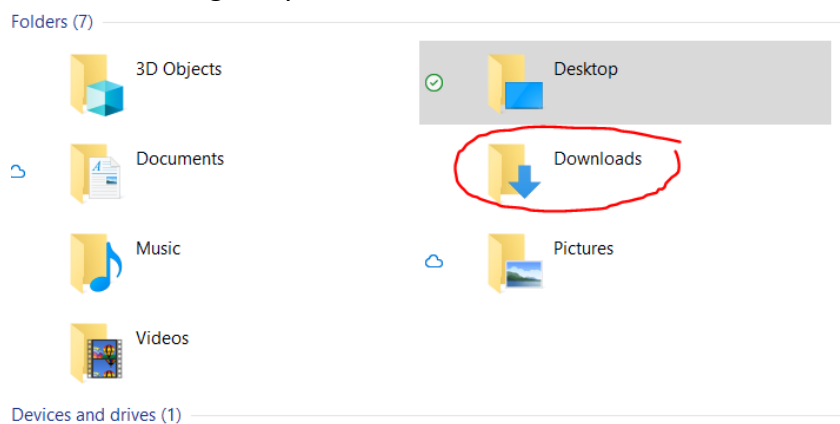 Folders (7)
3D Objects
Desktop
Documents
Downloads
Music
Pictures
Videos
Devices and drives (1)